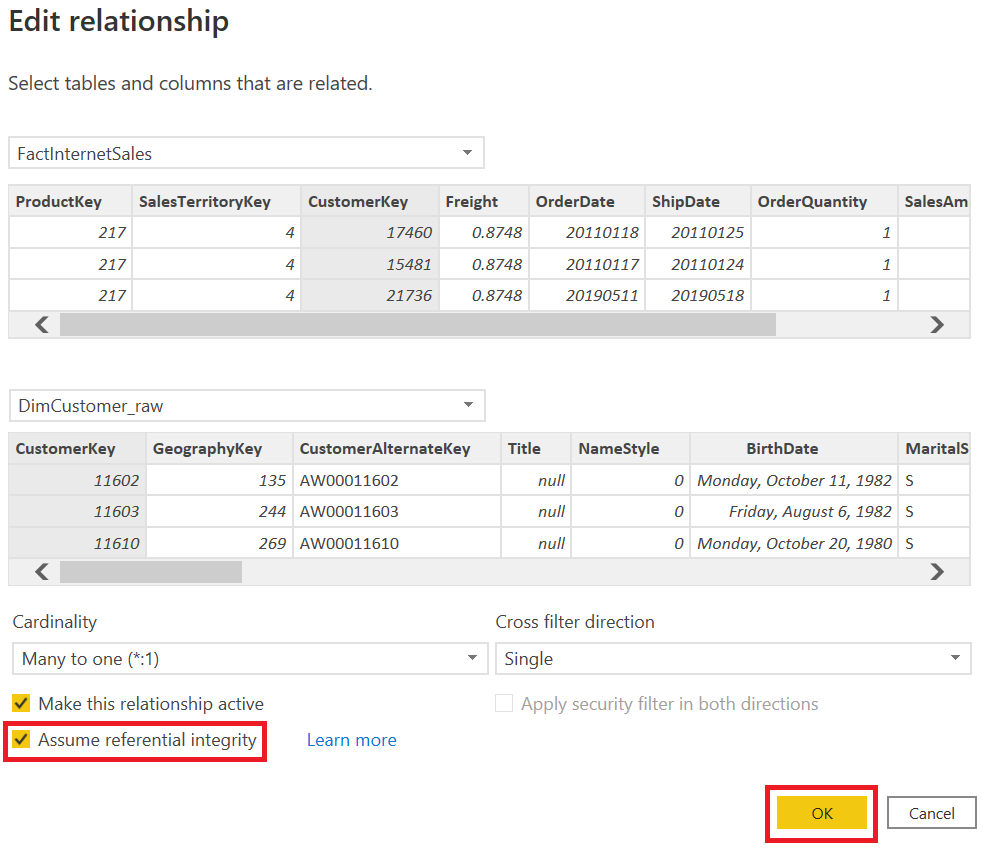 Edit relationship
Select tables and columns that are related.
FactInternetSales
ProductKey SalesTerritoryKey CustomerKey Freight OrderDate ShipDate OrderQuantity SalesAm
217 4 17460 0.8748 20110118 20110125 1
217 4 15481 0.8748 20110117 20110124 1
217 4 21736 0.8748 20190511 20190518 1
DimCustomer_raw
CustomerKey GeographyKey CustomerAlternateKey Title NameStyle BirthDate MaritalS
11602 135 AW00011602 null 0 Monday, October 11, 1982 S
11603 244 AW00011603 null 0 Friday, August 6, 1982 S
11610 269 AW00011610 null 0 Monday, October 20, 1980 S
Cardinality Cross filter direction
Many to one (*:1) Single
Make this relationship active Apply security filter in both directions
Assume referential integrity Learn more
OK Cancel